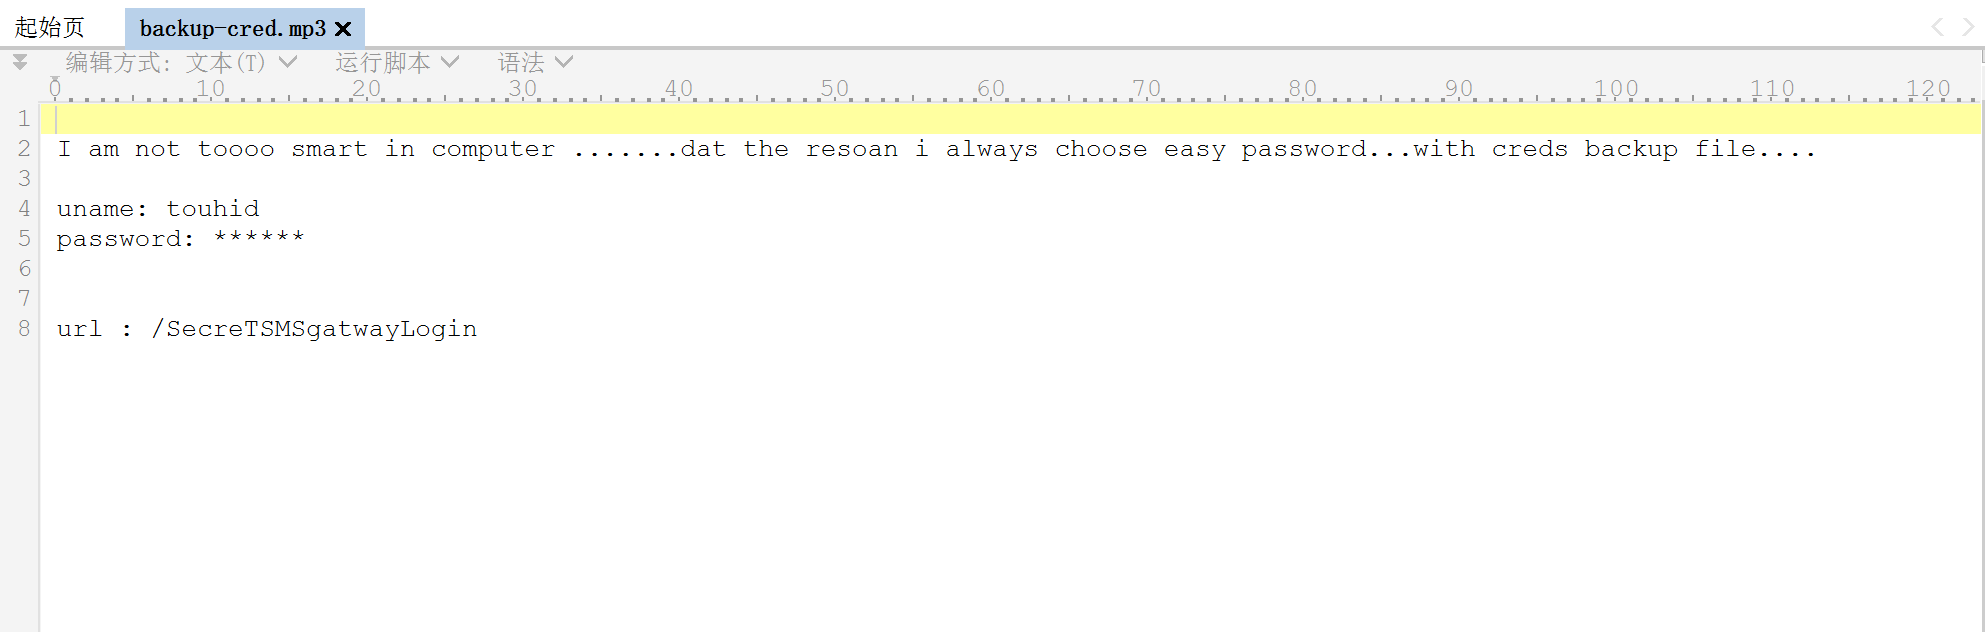 起始页 backup-cred.mp3
编辑方式: 文本(T) 运行脚本 语法
0 10 20 30 40 50 60 70 80 90 100 110 120
1
2 I am not toooo smart in computer .......dat the resoan i always choose easy password...with creds backup file....
3
4 uname: touhid
5 password: ******
6
7
8 url : /SecreTSMSgatwayLogin